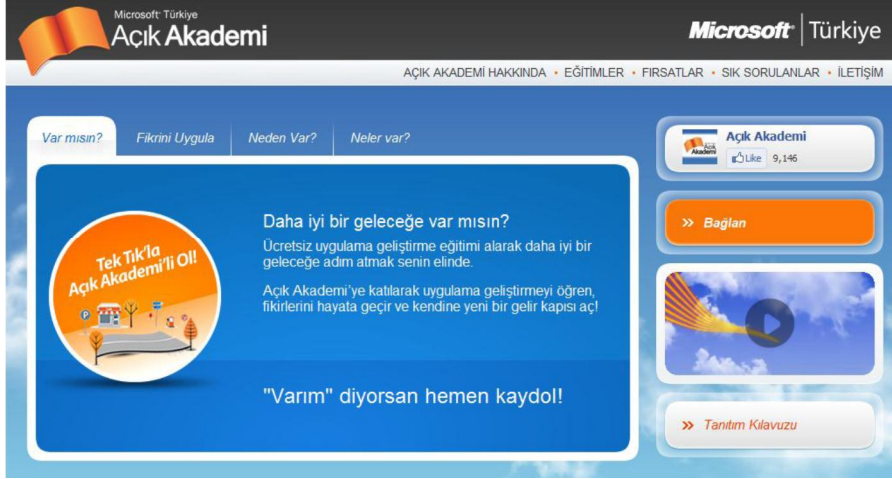 Microsoft Türkiye
Açık Akademi
Microsoft Türkiye
AÇIK AKADEMİ HAKKINDA • EĞİTİMLER • FIRSATLAR • SIK SORULANLAR • İLETİŞİM
Var mısın? Fikrini Uygula Neden Var? Neler var?
Tek Tık'la
Açık Akademi'li Ol!
Daha iyi bir geleceğe var mısın?
Ücretsiz uygulama geliştirme eğitimi alarak daha iyi bir
geleceğe adım atmak senin elinde.
Açık Akademi'ye katılarak uygulama geliştirmeyi öğren,
fikirlerini hayata geçir ve kendine yeni bir gelir kapısı aç!
"Varım" diyorsan hemen kaydol!
Açık
Akademi
Açık Akademi
Like 9,146
» Bağlan
» Tanıtım Kılavuzu